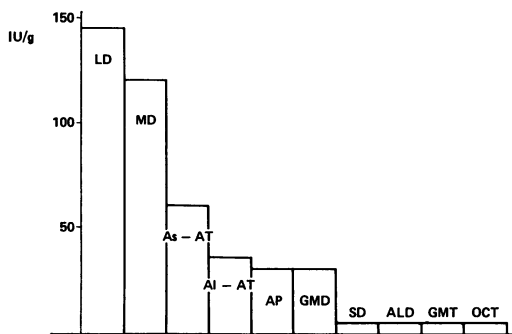 150
IU/g
LD
MD
100
50
As – AT
Al – AT
AP
GMD
SD
ALD
GMT
OCT